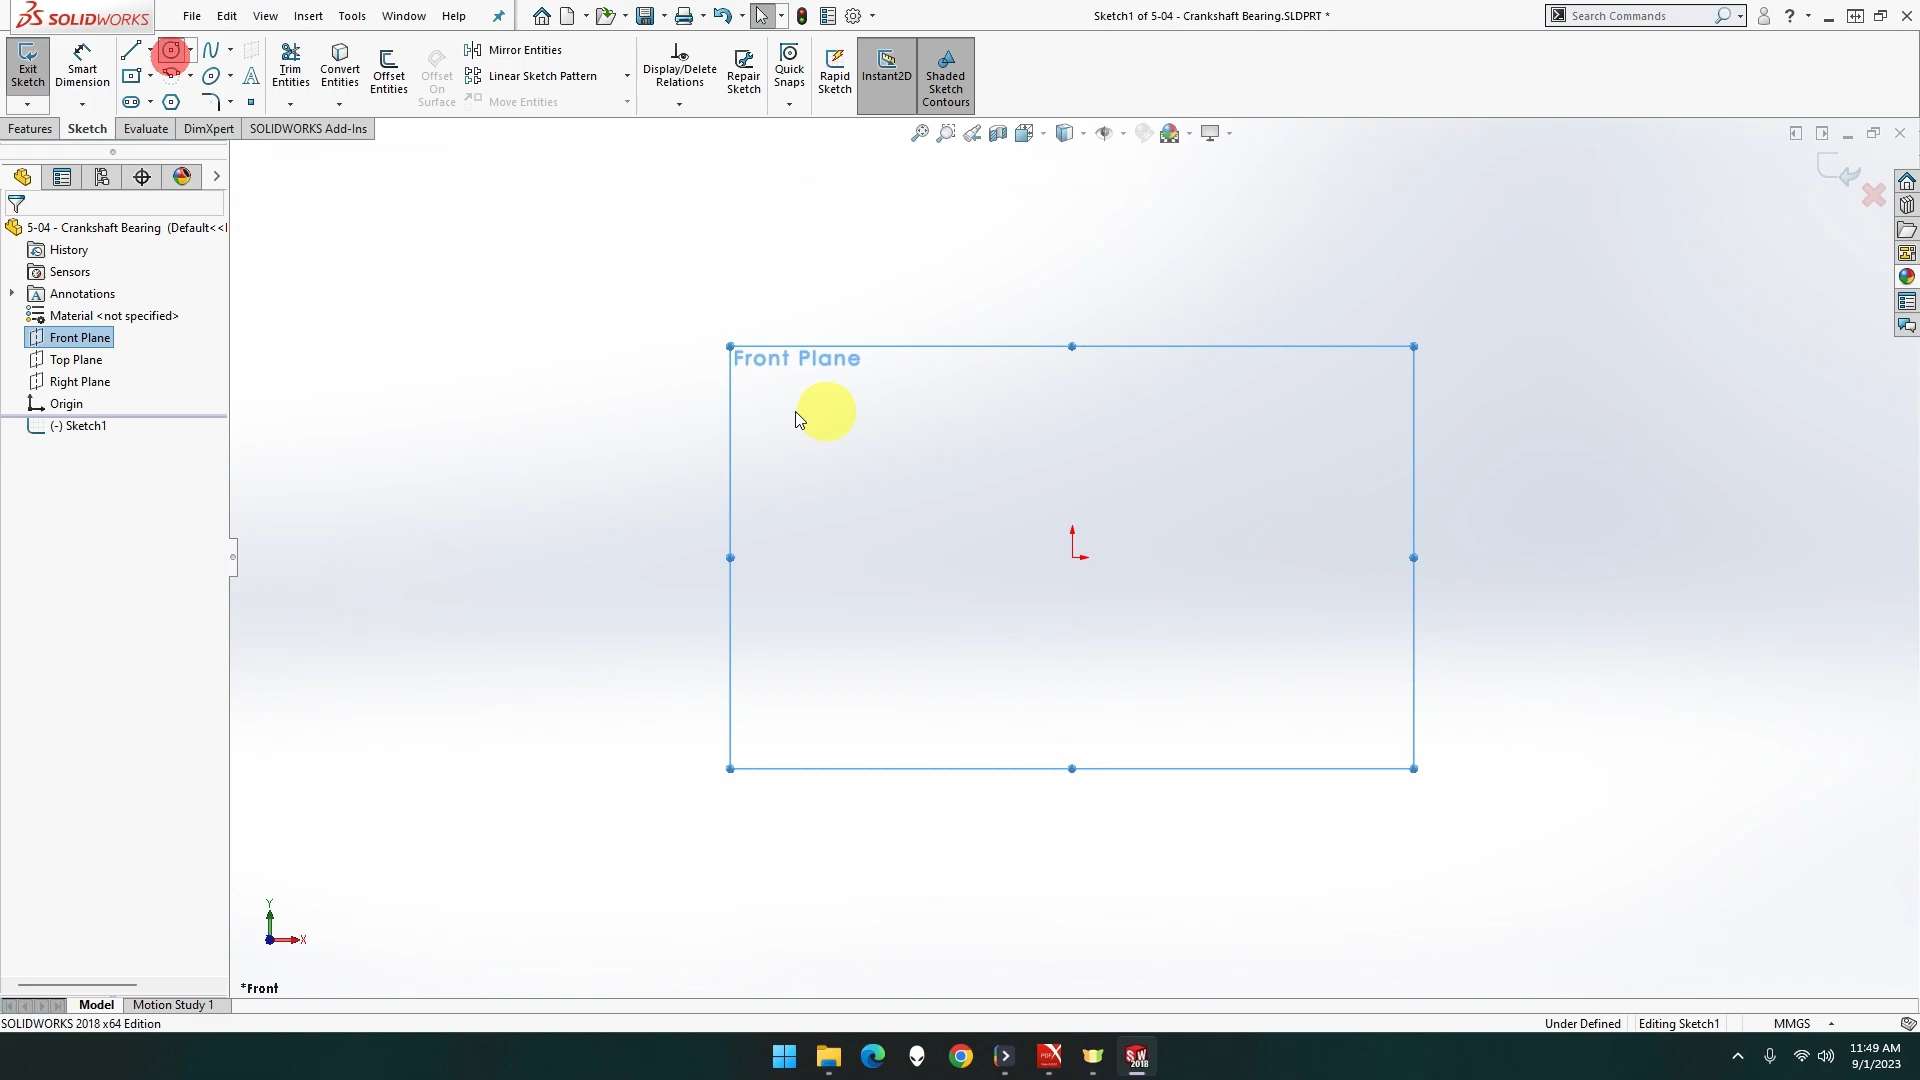 SOLIDWORKS
File Edit View Insert Tools Window Help
Sketch1 of 5-04 - Crankshaft Bearing.SLDPRT *
Search Commands
Exit Sketch
Smart Dimension
Trim Entities
Convert Entities
Offset Entities
Offset On Surface
Mirror Entities
Linear Sketch Pattern
Move Entities
Display/Delete Relations
Repair Sketch
Quick Snaps
Rapid Sketch
Instant2D
Shaded Sketch Contours
Features Sketch Evaluate DimXpert SOLIDWORKS Add-Ins
5-04 - Crankshaft Bearing (Default<<
History
Sensors
Annotations
Material <not specified>
Front Plane
Top Plane
Right Plane
Origin
(-) Sketch1
Front Plane
Y
X
*Front
Model Motion Study 1
SOLIDWORKS 2018 x64 Edition
Under Defined Editing Sketch1 MMGS
11:49 AM
9/1/2023